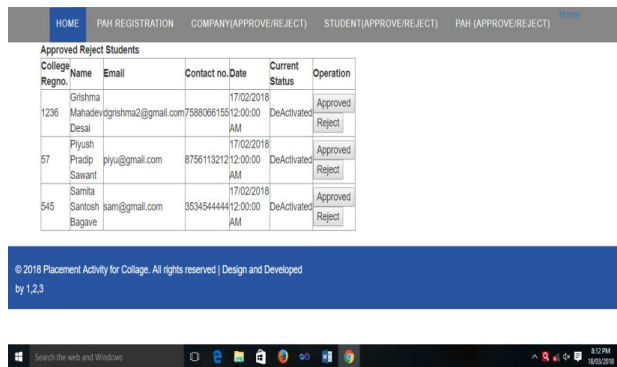 HOME PAH REGISTRATION COMPANY(APPROVE/REJECT) STUDENT(APPROVE/REJECT) PAH (APPROVE/REJECT) Home
Approved Reject Students
College Regno. Name Email Contact no. Date Current Status Operation
1236 Grishma Mahadev Desai dgrishma2@gmail.com 7588066155 17/02/2018 12:00:00 AM DeActivated Approved Reject
57 Piyush Pradip Sawant piyu@gmail.com 8756113212 17/02/2018 12:00:00 AM DeActivated Approved Reject
545 Samita Santosh Bagave sam@gmail.com 3534544444 17/02/2018 12:00:00 AM DeActivated Approved Reject
© 2018 Placement Activity for Collage. All rights reserved | Design and Developed
by 1,2,3
Search the web and Windows
8:12 PM
18/03/2018